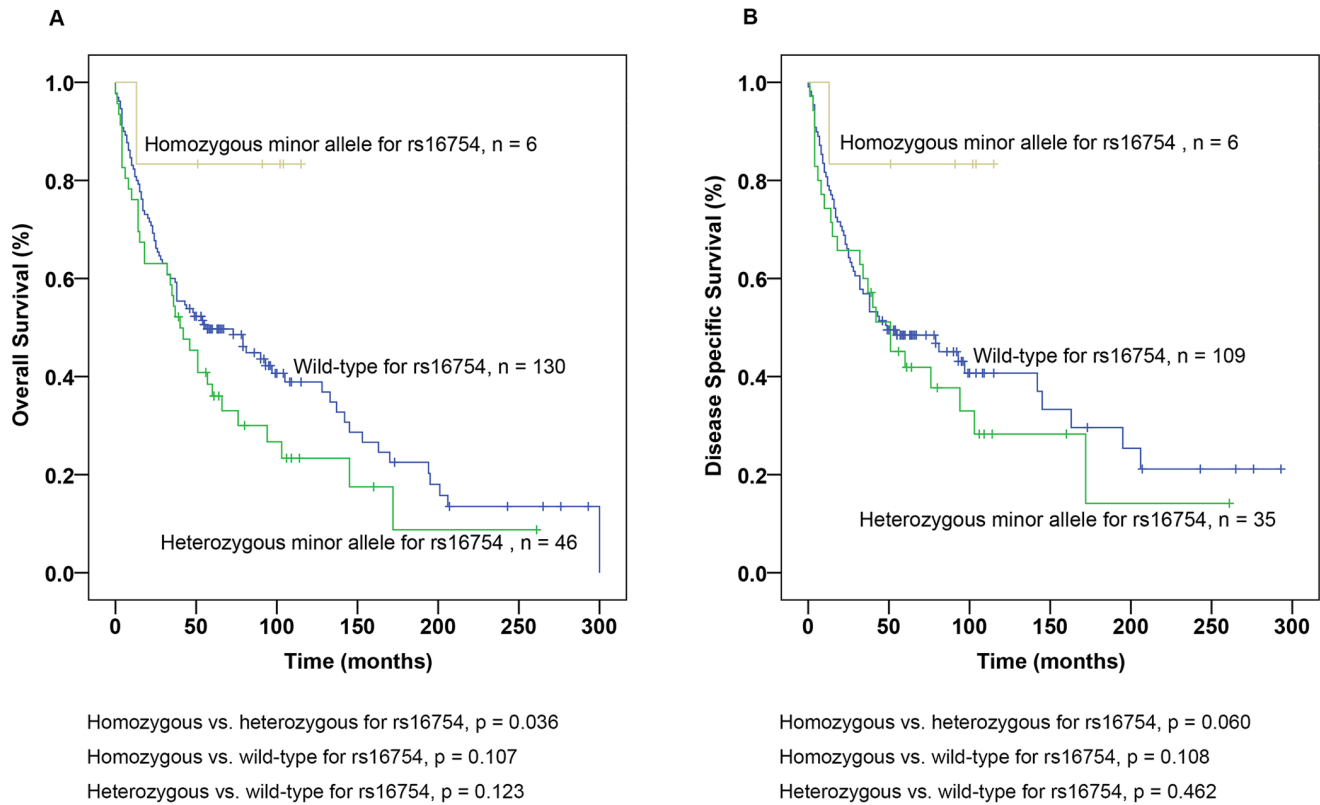 A
Overall Survival (%)
1.0
0.8
0.6
0.4
0.2
0.0
Homozygous minor allele for rs16754, n = 6
Wild-type for rs16754, n = 130
Heterozygous minor allele for rs16754 , n = 46
0 50 100 150 200 250 300
Time (months)
Homozygous vs. heterozygous for rs16754, p = 0.036
Homozygous vs. wild-type for rs16754, p = 0.107
Heterozygous vs. wild-type for rs16754, p = 0.123
B
Disease Specific Survival (%)
1.0
0.8
0.6
0.4
0.2
0.0
Homozygous minor allele for rs16754 , n = 6
Wild-type for rs16754, n = 109
Heterozygous minor allele for rs16754, n = 35
0 50 100 150 200 250 300
Time (months)
Homozygous vs. heterozygous for rs16754, p = 0.060
Homozygous vs. wild-type for rs16754, p = 0.108
Heterozygous vs. wild-type for rs16754, p = 0.462